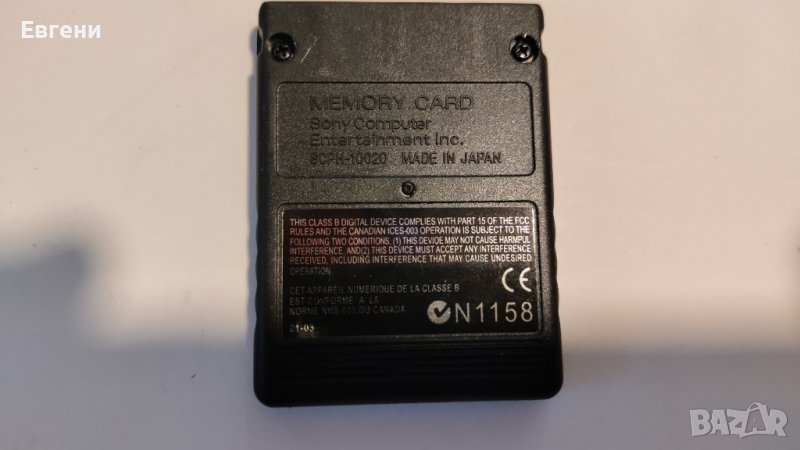 Евгени
MEMORY CARD
Sony Computer
Entertainment Inc.
SCPH-10020 MADE IN JAPAN
THIS CLASS B DIGITAL DEVICE COMPLIES WITH PART 15 OF THE FCC
RULES AND THE CANADIAN ICES-003 OPERATION IS SUBJECT TO THE
FOLLOWING TWO CONDITIONS. (1) THIS DEVICE MAY NOT CAUSE HARMPUL
INTERFERENCE, AND(2) THIS DEVICE MUST ACCEPT ANY INTERFERENCE
RECEIVED, INCLUDING INTERFERENCE THAT MAY CAUSE UNDESIRED
OPERATION.
CET APPAREIL NUMERIQUE DE LA CLASSE B
EST CONFORME À LA
NORME NMB-003 DU CANADA.
21-03
CE
N1158
BAZAR